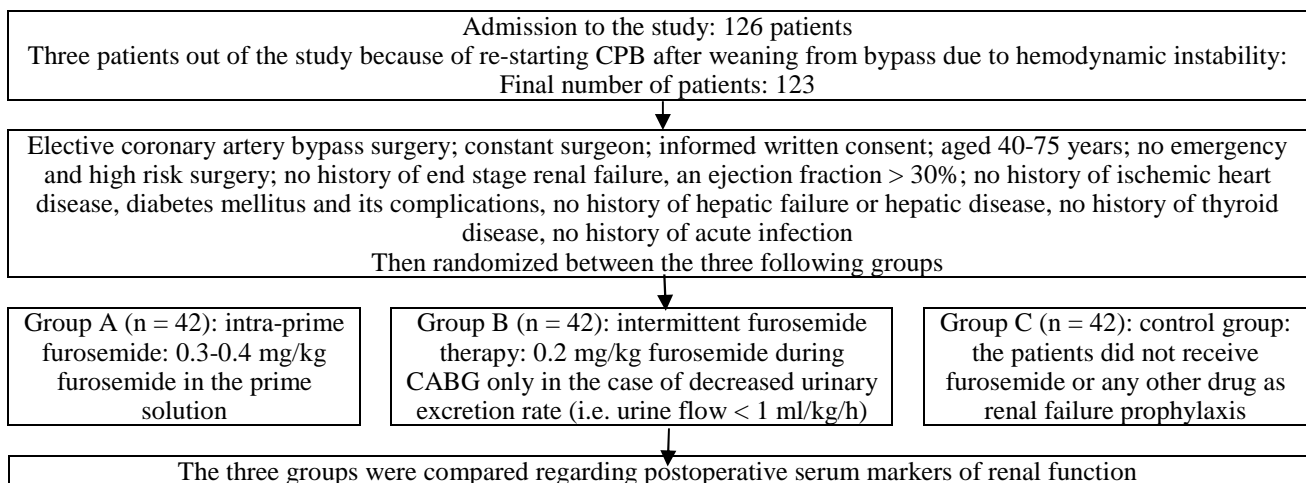 Admission to the study: 126 patients
Three patients out of the study because of re-starting CPB after weaning from bypass due to hemodynamic instability:
Final number of patients: 123
Elective coronary artery bypass surgery; constant surgeon; informed written consent; aged 40-75 years; no emergency
and high risk surgery; no history of end stage renal failure, an ejection fraction > 30%; no history of ischemic heart
disease, diabetes mellitus and its complications, no history of hepatic failure or hepatic disease, no history of thyroid
disease, no history of acute infection
Then randomized between the three following groups
Group A (n = 42): intra-prime
furosemide: 0.3-0.4 mg/kg
furosemide in the prime
solution
Group B (n = 42): intermittent furosemide
therapy: 0.2 mg/kg furosemide during
CABG only in the case of decreased urinary
excretion rate (i.e. urine flow < 1 ml/kg/h)
Group C (n = 42): control group:
the patients did not receive
furosemide or any other drug as
renal failure prophylaxis
The three groups were compared regarding postoperative serum markers of renal function